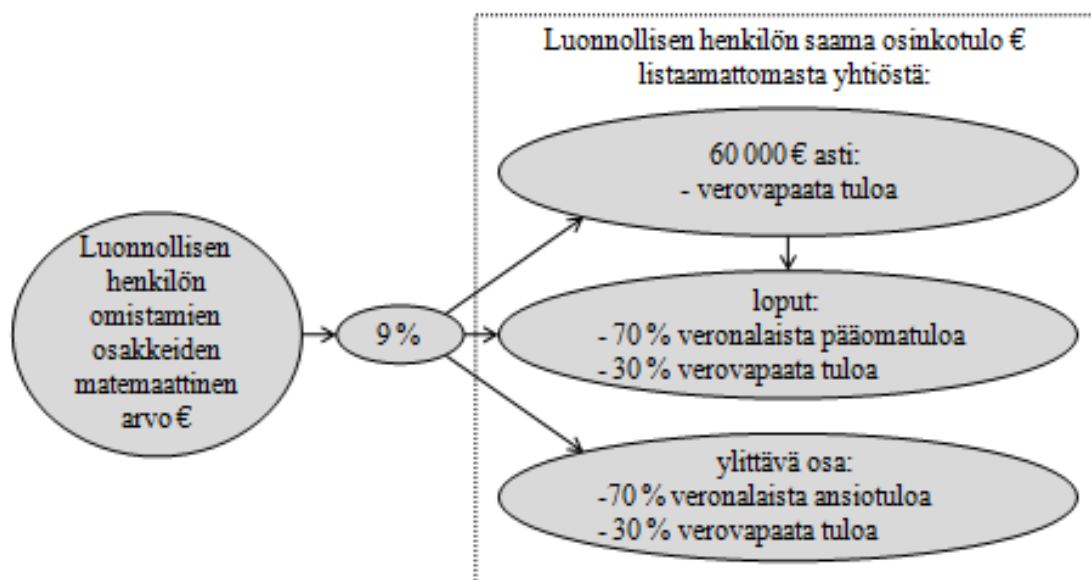 Luonnollisen henkilön saama osinkotulo €
listaamattomasta yhtiöstä:
60 000 € asti:
- verovapaata tuloa
Luonnollisen
henkilön
omistamien
osakkeiden
matemaattinen
arvo €
9 %
loput:
- 70 % veronalaista pääomatuloa
- 30 % verovapaata tuloa
ylittävä osa:
-70 % veronalaista ansiotuloa
- 30 % verovapaata tuloa